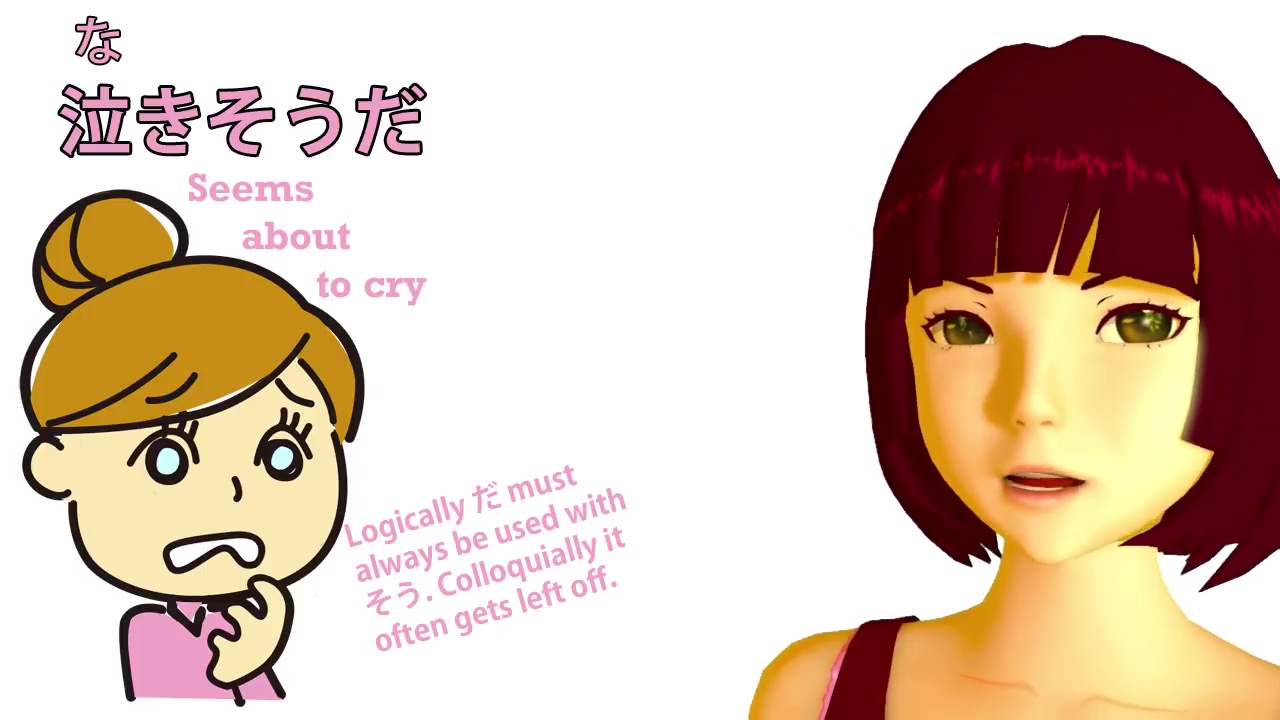 な
泣きそうだ
Seems
about
to cry
Logically だ must
always be used with
そう. Colloquially it
often gets left off.